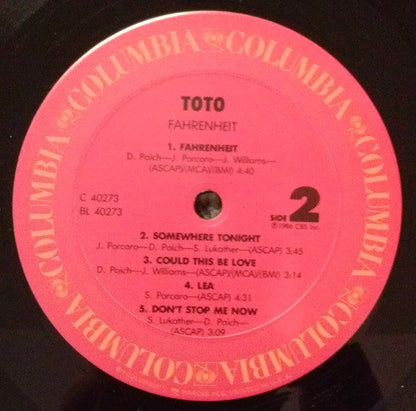 COLUMBIA COLUMBIA COLUMBIA COLUMBIA COLUMBIA COLUMBIA
TOTO
FAHRENHEIT
1. FAHRENHEIT
D. Paich—J. Porcaro—J. Williams—
(ASCAP)(MCA)(BMI) 4:40
C 40273
BL 40273
SIDE 2
℗1986 CBS Inc.
2. SOMEWHERE TONIGHT
J. Porcaro—D. Paich—S. Lukather—(ASCAP) 3:45
3. COULD THIS BE LOVE
D. Paich—J. Williams—(ASCAP)(MCA)(BMI) 3:14
4. LEA
S. Porcaro—(ASCAP) 4:31
5. DON'T STOP ME NOW
S. Lukather—D. Paich—
(ASCAP) 3:09